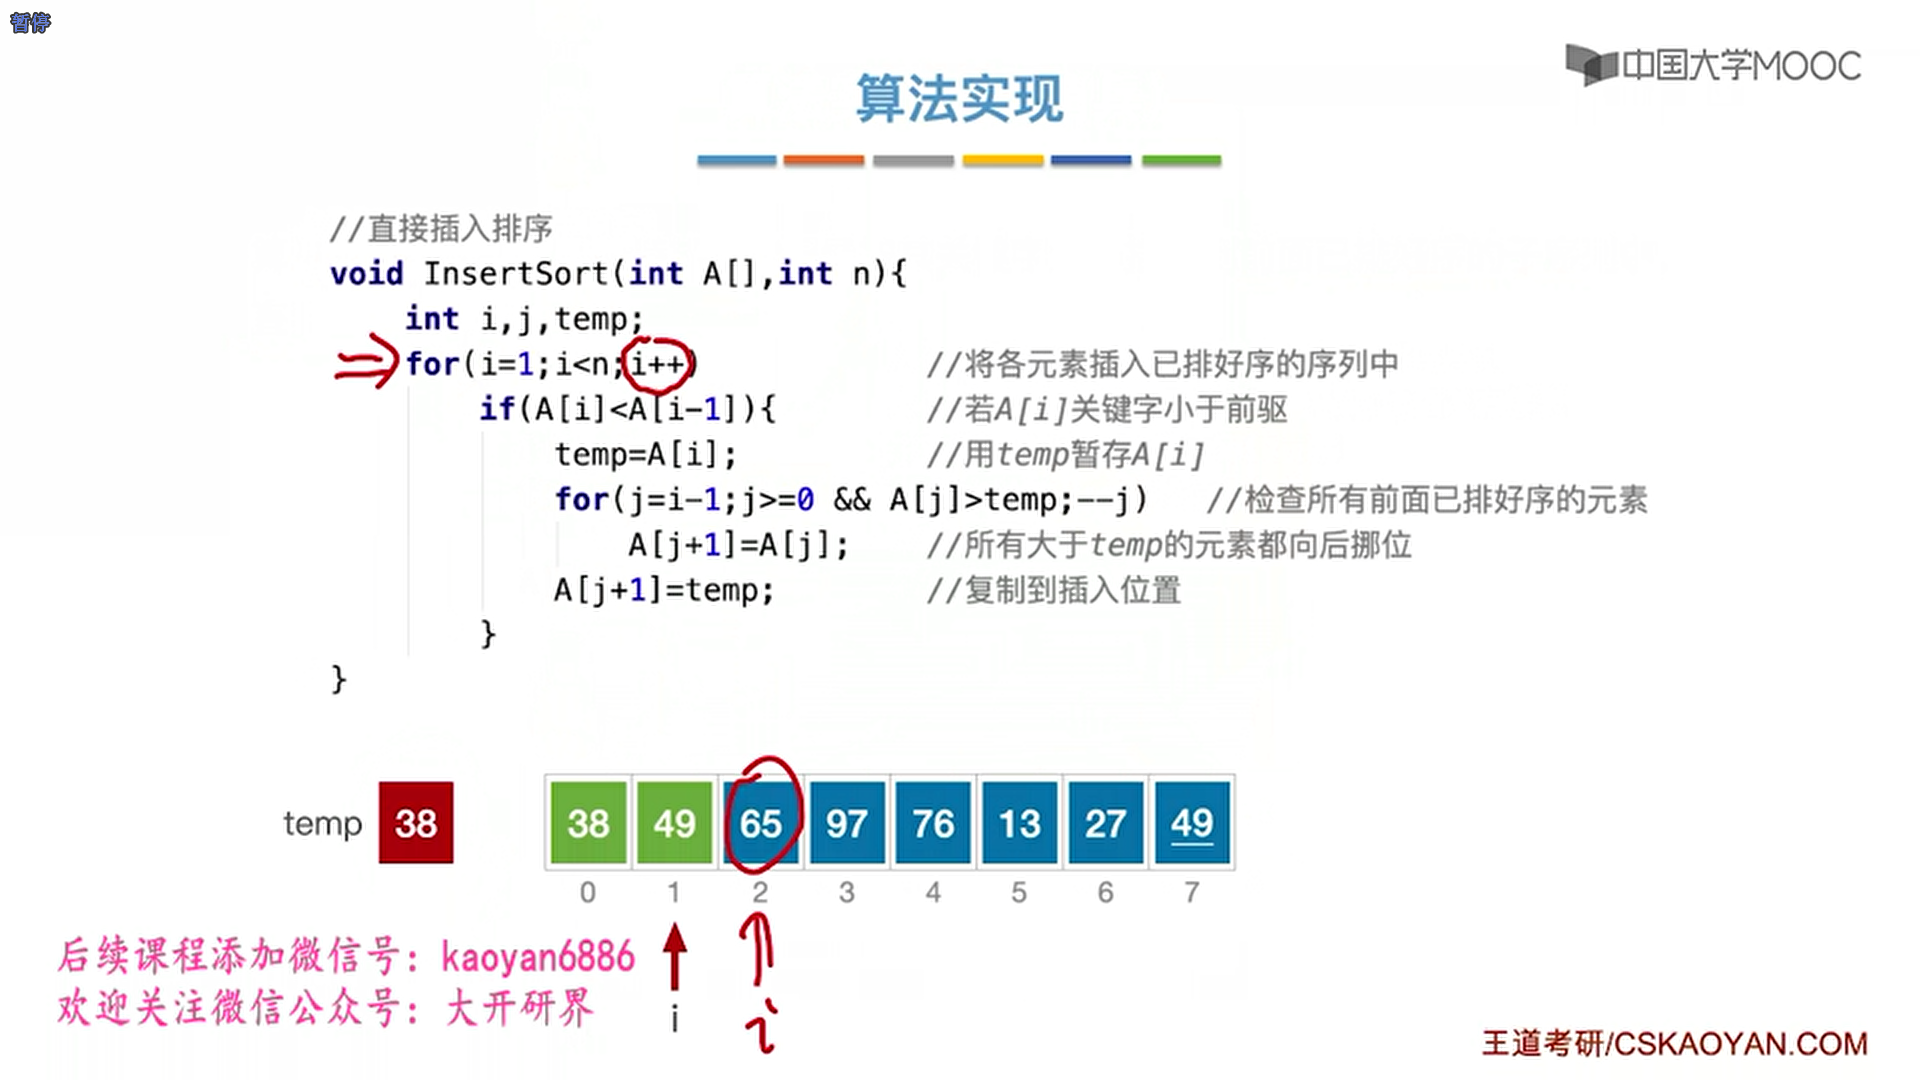 暂停
中国大学MOOC
算法实现
//直接插入排序
void InsertSort(int A[],int n){
int i,j,temp;
for(i=1;i<n;i++) //将各元素插入已排好序的序列中
if(A[i]<A[i-1]){ //若A[i]关键字小于前驱
temp=A[i]; //用temp暂存A[i]
for(j=i-1;j>=0 && A[j]>temp;--j) //检查所有前面已排好序的元素
A[j+1]=A[j]; //所有大于temp的元素都向后挪位
A[j+1]=temp; //复制到插入位置
}
}
temp 38 38 49 65 97 76 13 27 49
0 1 2 3 4 5 6 7
后续课程添加微信号：kaoyan6886
欢迎关注微信公众号：大开研界
i i
王道考研/CSKAOYAN.COM